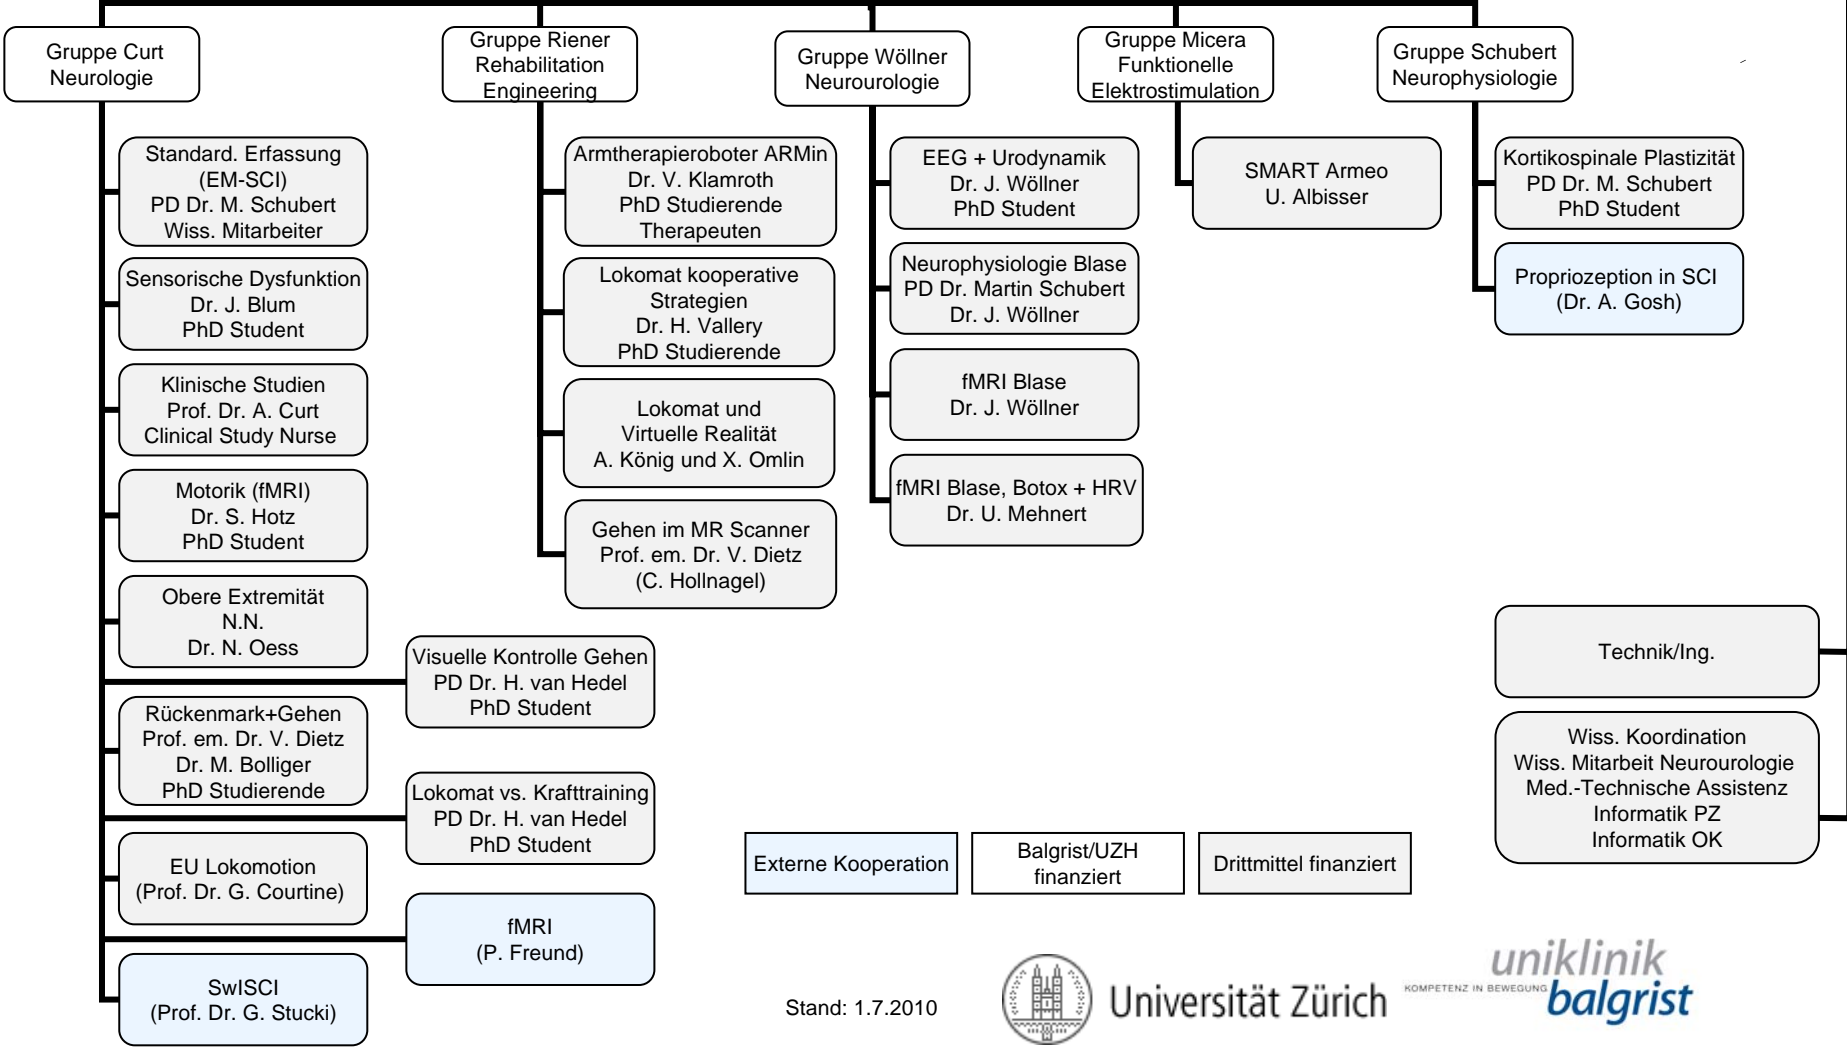 Gruppe Curt
Neurologie
Gruppe Riener
Rehabilitation
Engineering
Gruppe Wöllner
Neurourologie
Gruppe Micera
Funktionelle
Elektrostimulation
Gruppe Schubert
Neurophysiologie
Standard. Erfassung
(EM-SCI)
PD Dr. M. Schubert
Wiss. Mitarbeiter
Sensorische Dysfunktion
Dr. J. Blum
PhD Student
Klinische Studien
Prof. Dr. A. Curt
Clinical Study Nurse
Motorik (fMRI)
Dr. S. Hotz
PhD Student
Obere Extremität
N.N.
Dr. N. Oess
Visuelle Kontrolle Gehen
PD Dr. H. van Hedel
PhD Student
Rückenmark+Gehen
Prof. em. Dr. V. Dietz
Dr. M. Bolliger
PhD Studierende
Lokomat vs. Krafttraining
PD Dr. H. van Hedel
PhD Student
EU Lokomotion
(Prof. Dr. G. Courtine)
fMRI
(P. Freund)
SwISCI
(Prof. Dr. G. Stucki)
Armtherapieroboter ARMin
Dr. V. Klamroth
PhD Studierende
Therapeuten
Lokomat kooperative
Strategien
Dr. H. Vallery
PhD Studierende
Lokomat und
Virtuelle Realität
A. König und X. Omlin
Gehen im MR Scanner
Prof. em. Dr. V. Dietz
(C. Hollnagel)
EEG + Urodynamik
Dr. J. Wöllner
PhD Student
Neurophysiologie Blase
PD Dr. Martin Schubert
Dr. J. Wöllner
fMRI Blase
Dr. J. Wöllner
fMRI Blase, Botox + HRV
Dr. U. Mehnert
SMART Armeo
U. Albisser
Kortikospinale Plastizität
PD Dr. M. Schubert
PhD Student
Propriozeption in SCI
(Dr. A. Gosh)
Technik/Ing.
Wiss. Koordination
Wiss. Mitarbeit Neurourologie
Med.-Technische Assistenz
Informatik PZ
Informatik OK
Externe Kooperation
Balgrist/UZH
finanziert
Drittmittel finanziert
Stand: 1.7.2010
Universität Zürich
uniklinik
KOMPETENZ IN BEWEGUNG
balgrist